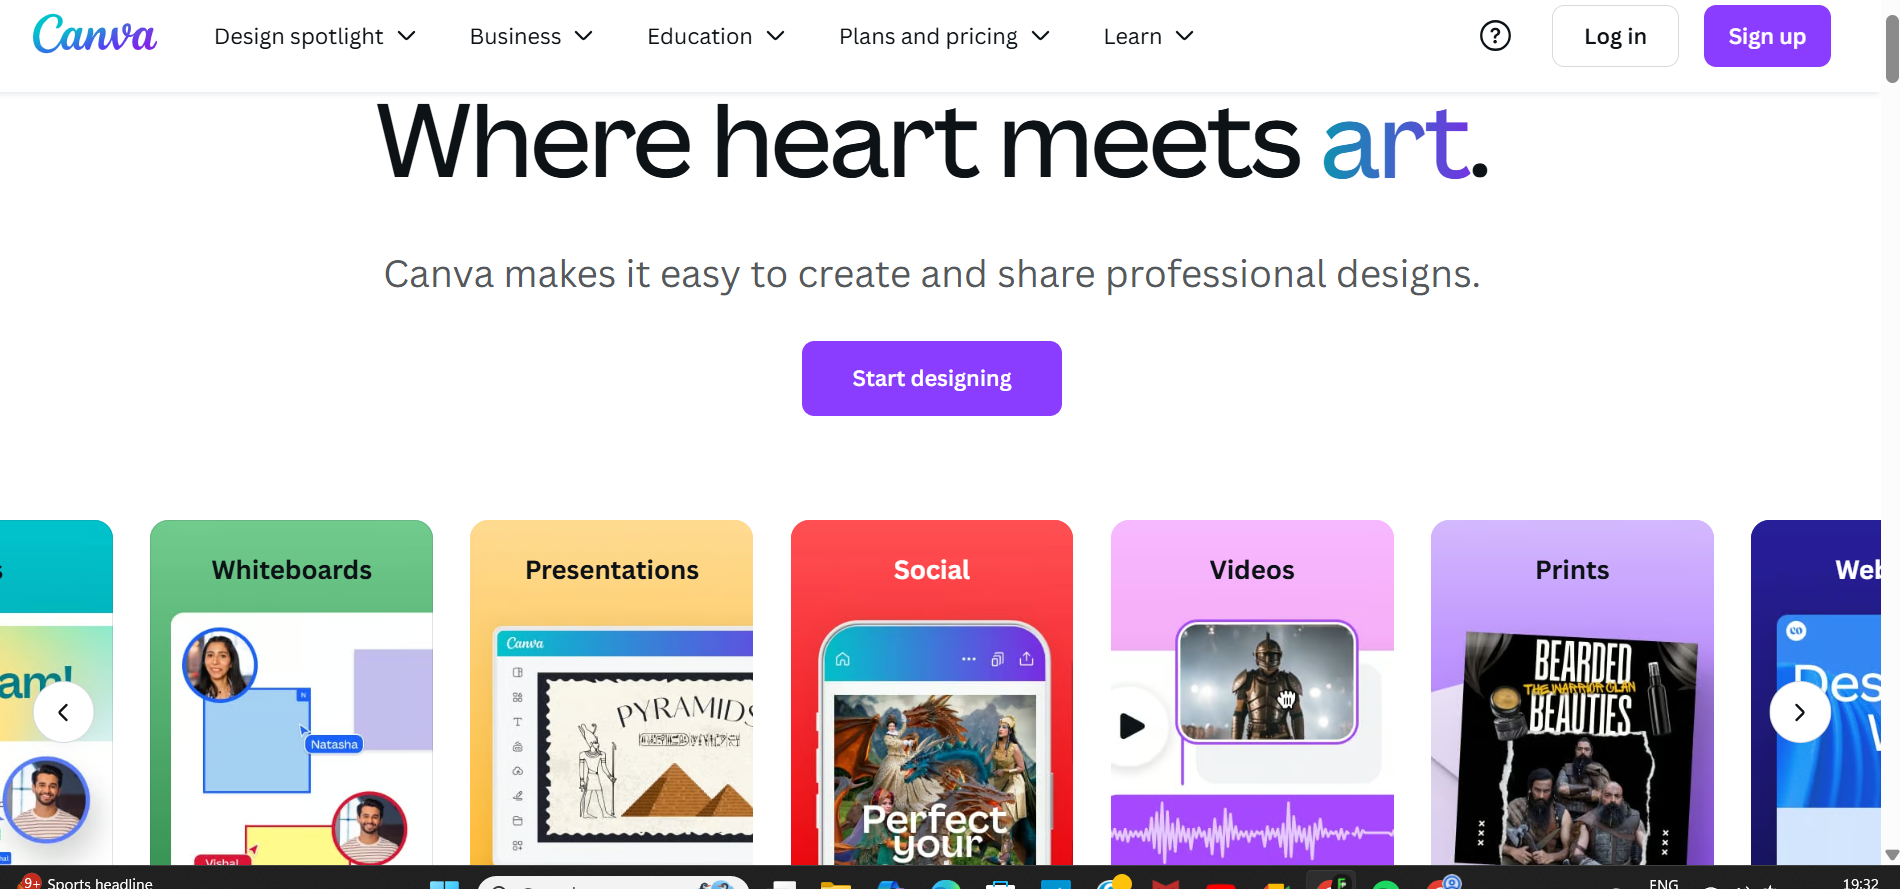 Canva
Design spotlight
Business
Education
Plans and pricing
Learn
?
Log in
Sign up
Where heart meets art.
Canva makes it easy to create and share professional designs.
Start designing
Whiteboards
Presentations
Social
Videos
Prints
Web
am!
N
Natasha
Vishal
Canva
T
PYRAMIDS
Perfect
your
BEARDED
THE WARRIOR CLAN
BEAUTIES
co
Des
9+
Sports headline
ENG
19:32